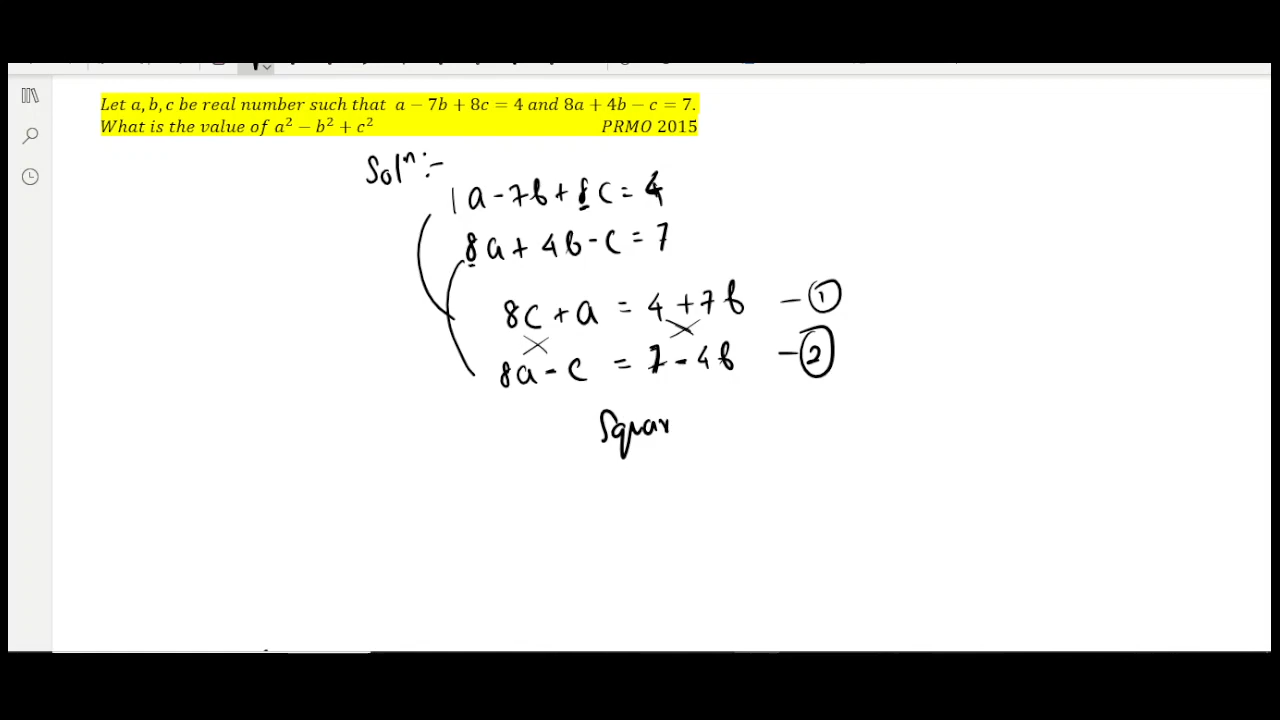 Let a, b, c be real number such that a − 7b + 8c = 4 and 8a + 4b − c = 7.
What is the value of a² − b² + c² PRMO 2015
Solⁿ :-
1a - 7b + 8c = 4
8a + 4b - c = 7
8c + a = 4 + 7b - ①
8a - c = 7 - 4b - ②
Squar